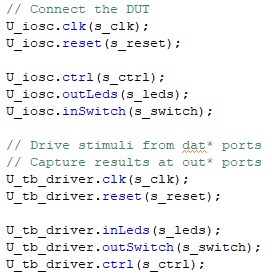 // Connect the DUT
U_iosc.clk(s_clk);
U_iosc.reset(s_reset);
U_iosc.ctrl(s_ctrl);
U_iosc.outLeds(s_leds);
U_iosc.inSwitch(s_switch);
// Drive stimuli from dat* ports
// Capture results at out* ports
U_tb_driver.clk(s_clk);
U_tb_driver.reset(s_reset);
U_tb_driver.inLeds(s_leds);
U_tb_driver.outSwitch(s_switch);
U_tb_driver.ctrl(s_ctrl);